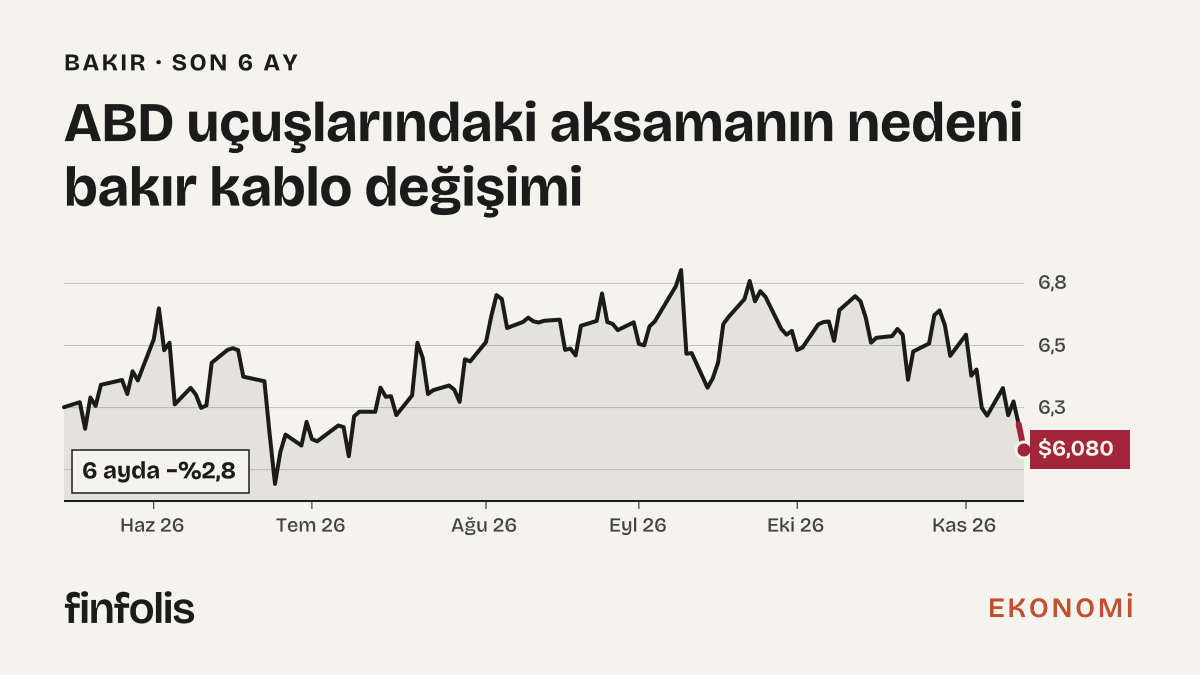 BAKIR · SON 6 AY
ABD uçuşlarındaki aksamanın nedeni
bakır kablo değişimi
6,8
6,5
6,3
$6,080
6 ayda -%2,8
Haz 26
Tem 26
Ağu 26
Eyl 26
Eki 26
Kas 26
finfolis
EKONOMİ